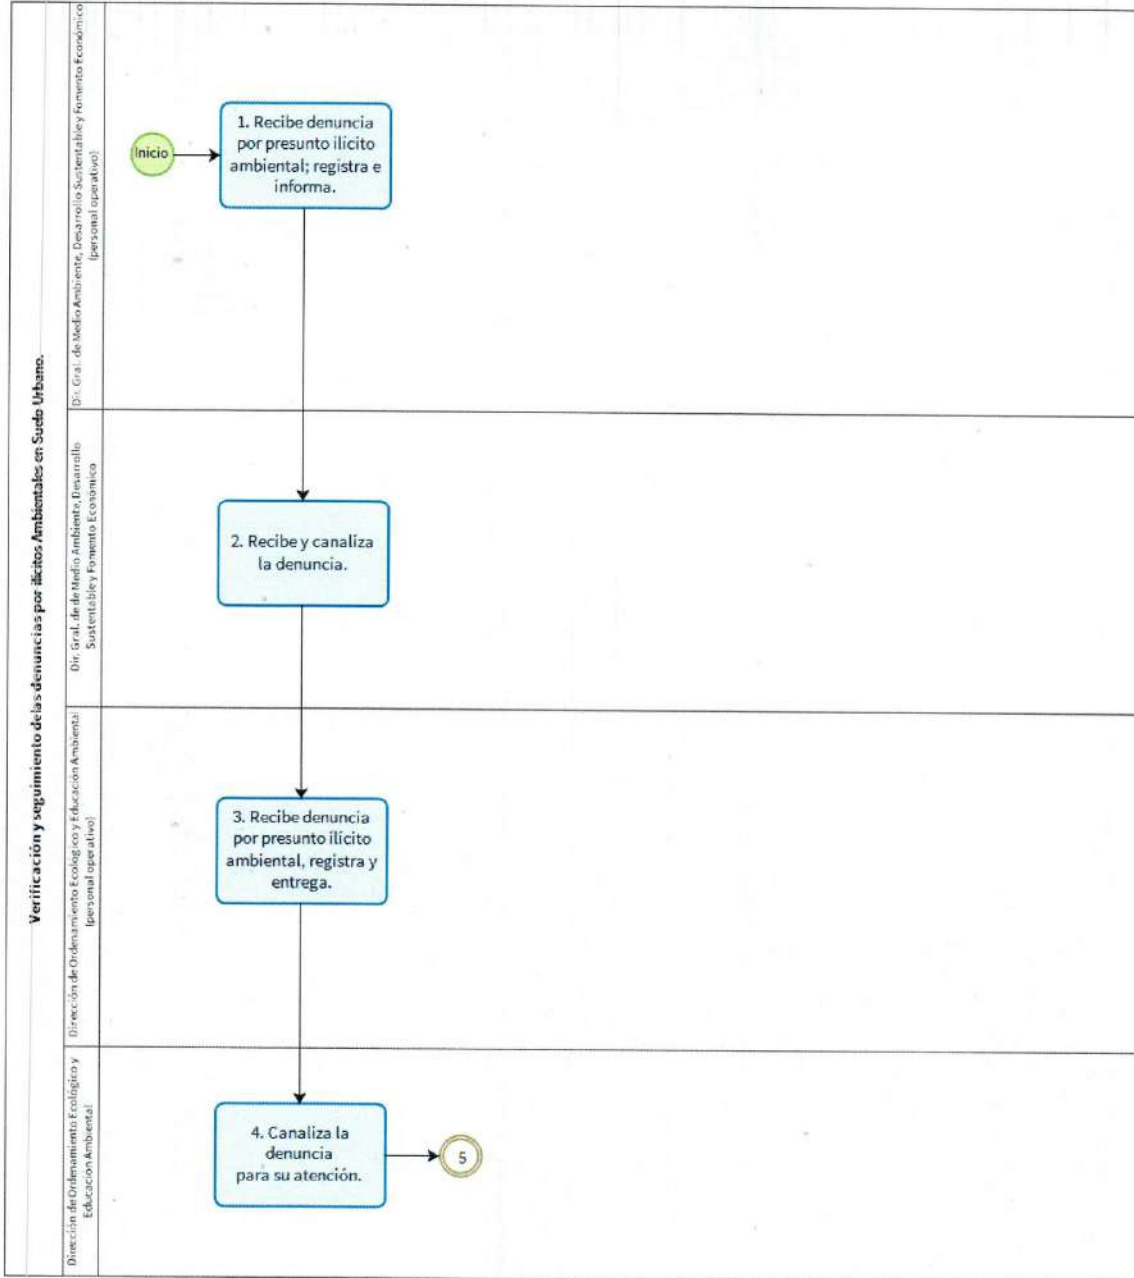 Verificación y seguimiento de las denuncias por ilícitos Ambientales en Suelo Urbano.
Dir. Gral. de Medio Ambiente, Desarrollo Sustentable y Fomento Económico
(personal operativo)
Inicio
1. Recibe denuncia
por presunto ilícito
ambiental; registra e
informa.
Dir. Gral. de de Medio Ambiente, Desarrollo
Sustentable y Fomento Económico
2. Recibe y canaliza
la denuncia.
Dirección de Ordenamiento Ecológico y Educación Ambiental
(personal operativo)
3. Recibe denuncia
por presunto ilícito
ambiental, registra y
entrega.
Dirección de Ordenamiento Ecológico y
Educación Ambiental
4. Canaliza la
denuncia
para su atención.
5